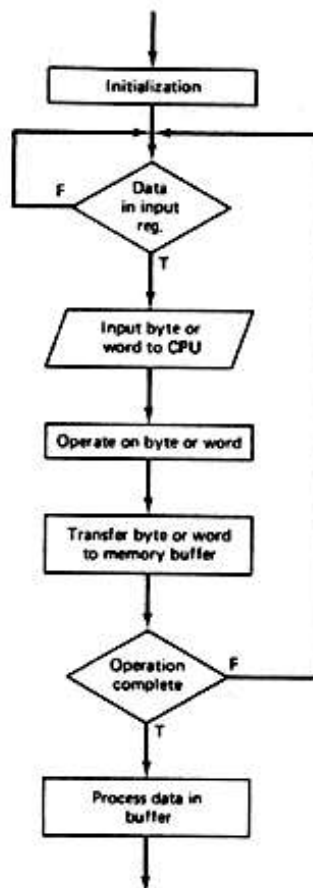 Initialization
F
Data
in input
reg.
T
Input byte or
word to CPU
Operate on byte or word
Transfer byte or word
to memory buffer
Operation
complete
F
T
Process data in
buffer